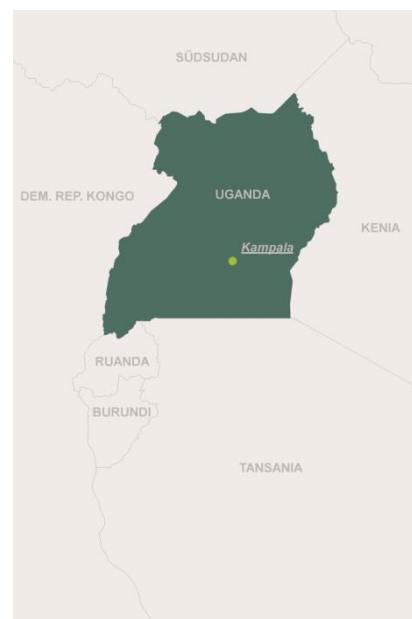 SÜDSUDAN
DEM. REP. KONGO
UGANDA
KENIA
Kampala
RUANDA
BURUNDI
TANSANIA